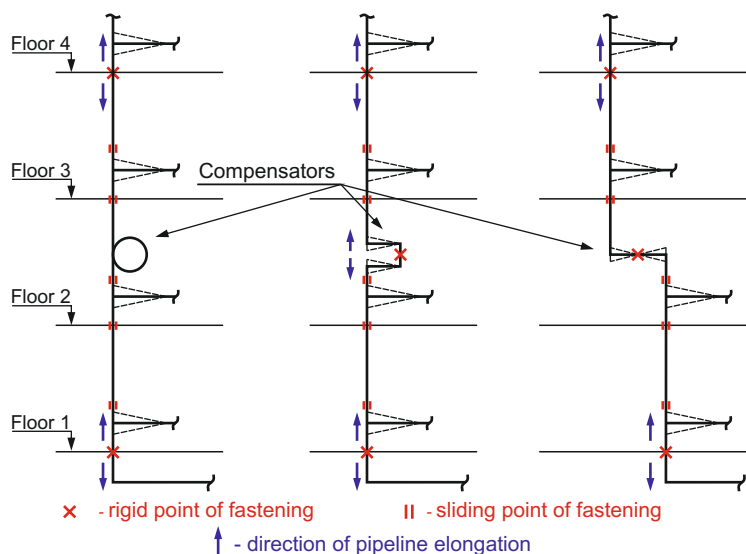 Floor 4
Floor 3
Compensators
Floor 2
Floor 1
- rigid point of fastening
- sliding point of fastening
- direction of pipeline elongation